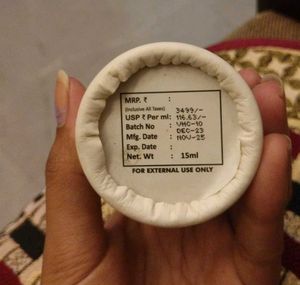 MRP. ₹ :
(Inclusive All Taxes) 3499/-
USP ₹ Per ml: 116.63/-
Batch No : VHC-10
DEC-23
Mfg. Date : NOV-25
Exp. Date :
Net. Wt : 15ml
FOR EXTERNAL USE ONLY